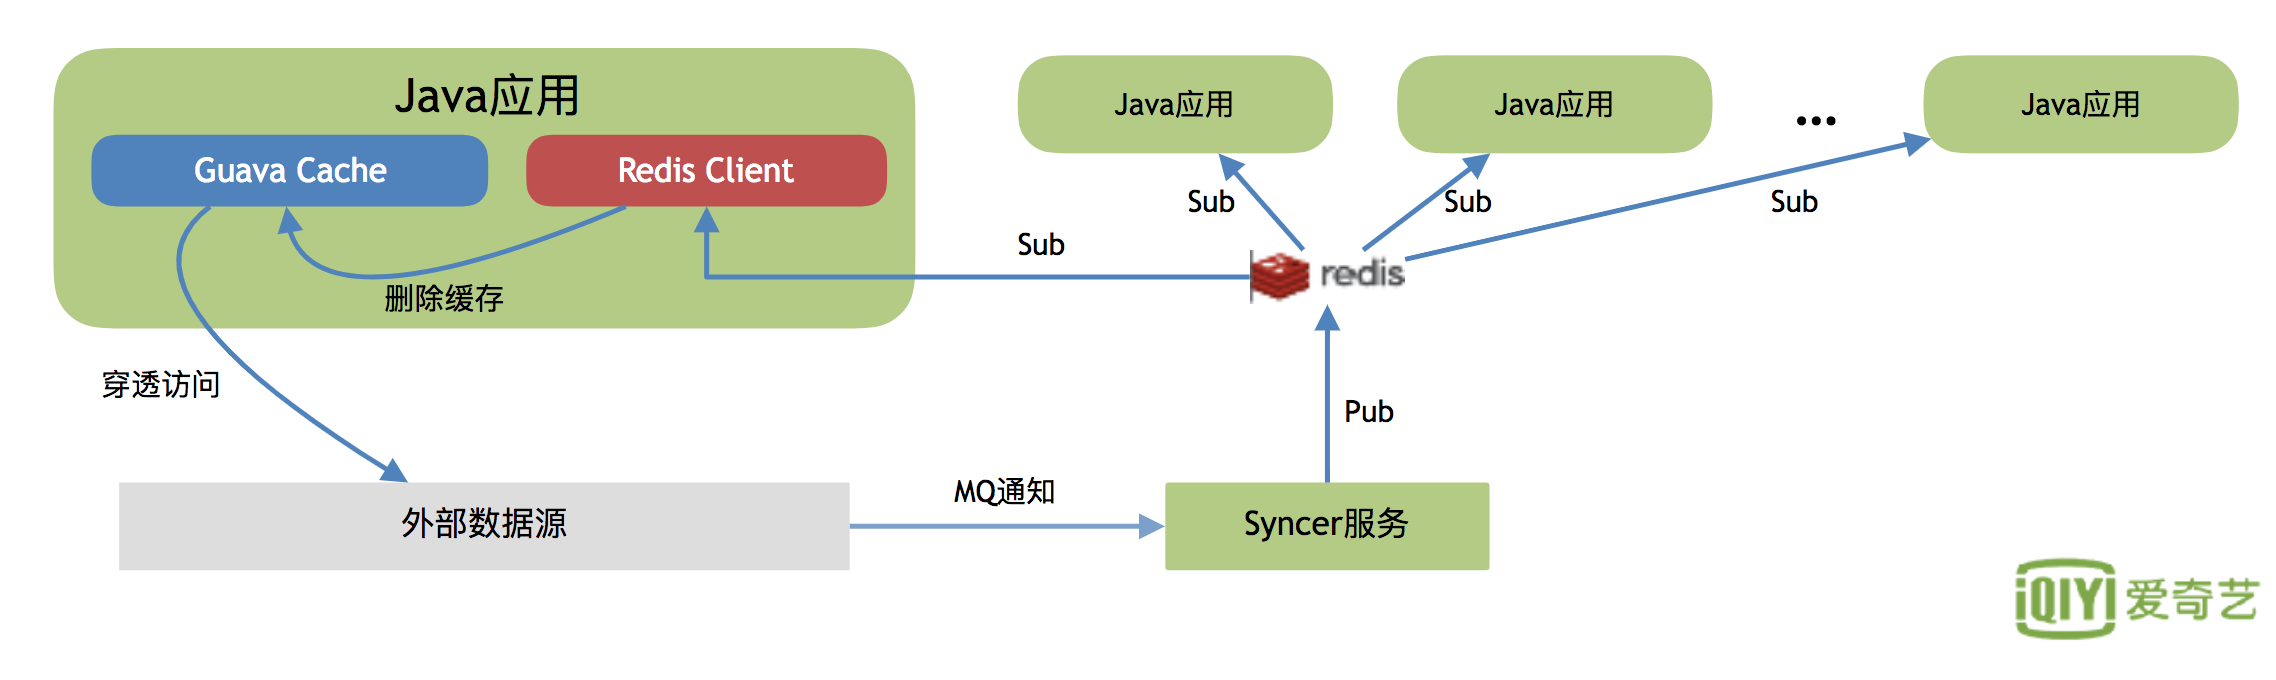 Java应用
Guava Cache
Redis Client
删除缓存
穿透访问
外部数据源
MQ通知
Syncer服务
Pub
redis
Sub
Sub
Sub
Sub
Java应用
Java应用
...
Java应用
iQIYI 爱奇艺